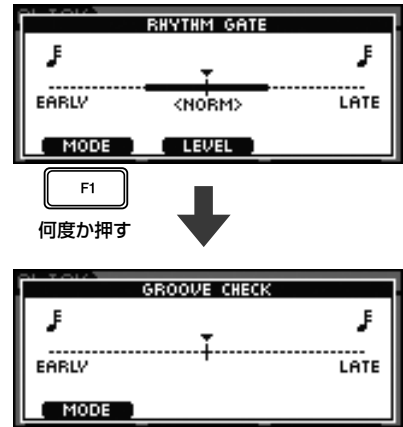 RHYTHM GATE
EARLY <NORM> LATE
MODE LEVEL
F1
何度か押す
GROOVE CHECK
EARLY LATE
MODE